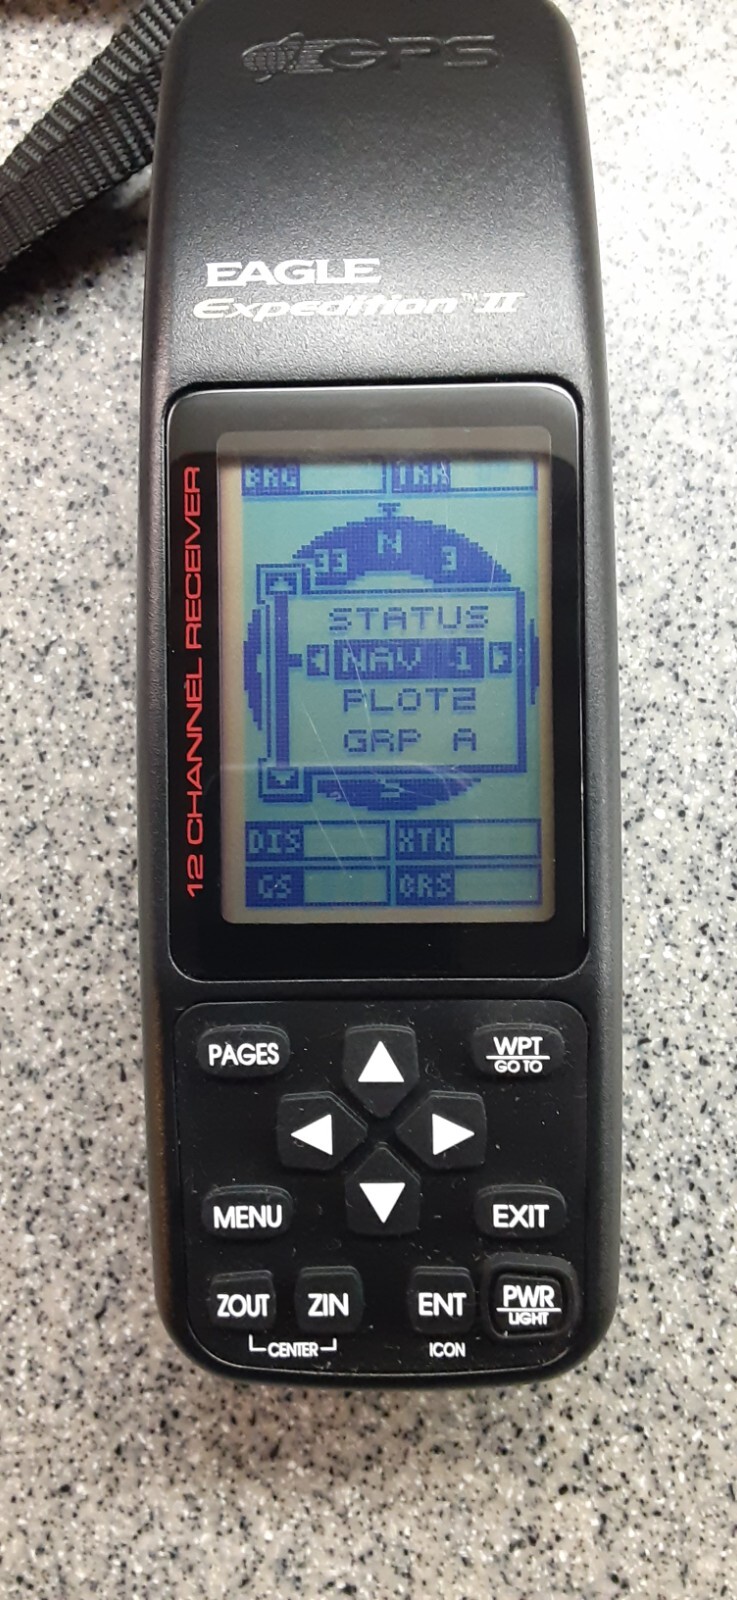 GPS
EAGLE
Expedition™ II
12 CHANNEL RECEIVER
BRG TRK
33 N 3
STATUS
NAV 1
PLOT2
GRP A
S
DIS XTK
GS CRS
PAGES WPT
GO TO
MENU EXIT
ZOUT ZIN ENT PWR
LIGHT
CENTER ICON